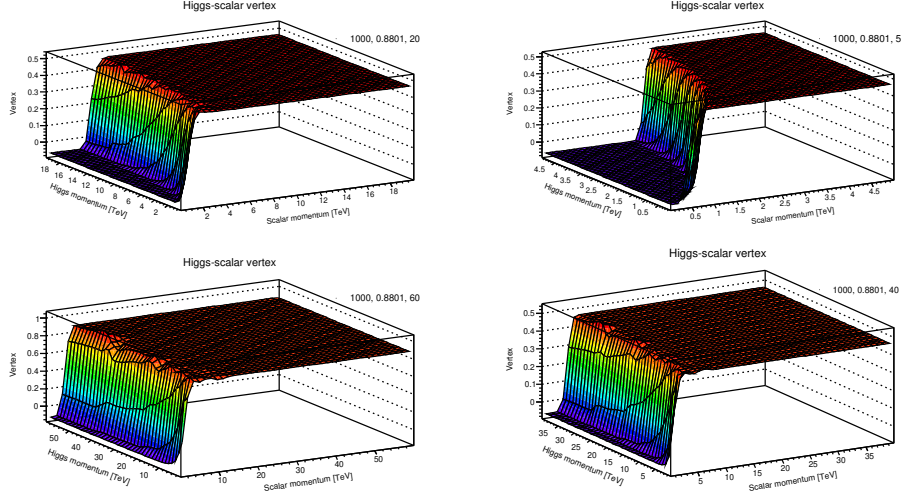 Higgs-scalar vertex
1000, 0.8801, 20
Vertex
0.5
0.4
0.3
0.2
0.1
0
18 16 14 12 10 8 6 4 2
Higgs momentum [TeV]
2 4 6 8 10 12 14 16 18
Scalar momentum [TeV]
Higgs-scalar vertex
1000, 0.8801, 5
Vertex
0.5
0.4
0.3
0.2
0.1
0
4.5 4 3.5 3 2.5 2 1.5 1 0.5
Higgs momentum [TeV]
0.5 1 1.5 2 2.5 3 3.5 4 4.5
Scalar momentum [TeV]
Higgs-scalar vertex
1000, 0.8801, 60
Vertex
1
0.8
0.6
0.4
0.2
0
50 40 30 20 10
Higgs momentum [TeV]
10 20 30 40 50
Scalar momentum [TeV]
Higgs-scalar vertex
1000, 0.8801, 40
Vertex
0.5
0.4
0.3
0.2
0.1
0
35 30 25 20 15 10 5
Higgs momentum [TeV]
5 10 15 20 25 30 35
Scalar momentum [TeV]